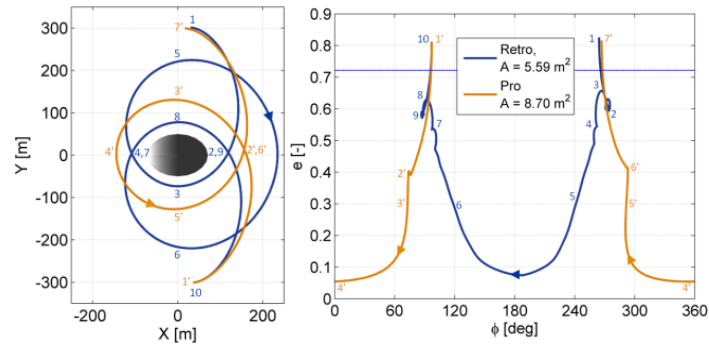 7' 1
5
3'
8
4' 4,7 2,9 2',6'
3
5'
6
1'
10
300
200
100
0
-100
-200
-300
Y [m]
-200 0 200
X [m]
10 1' 1 7'
Retro,
A = 5.59 m²
Pro
A = 8.70 m²
8 3
9 2
7 4
2' 6'
3' 6 5 5'
4' 4'
0.9
0.8
0.7
0.6
0.5
0.4
0.3
0.2
0.1
0
e [-]
0 60 120 180 240 300 360
ϕ [deg]